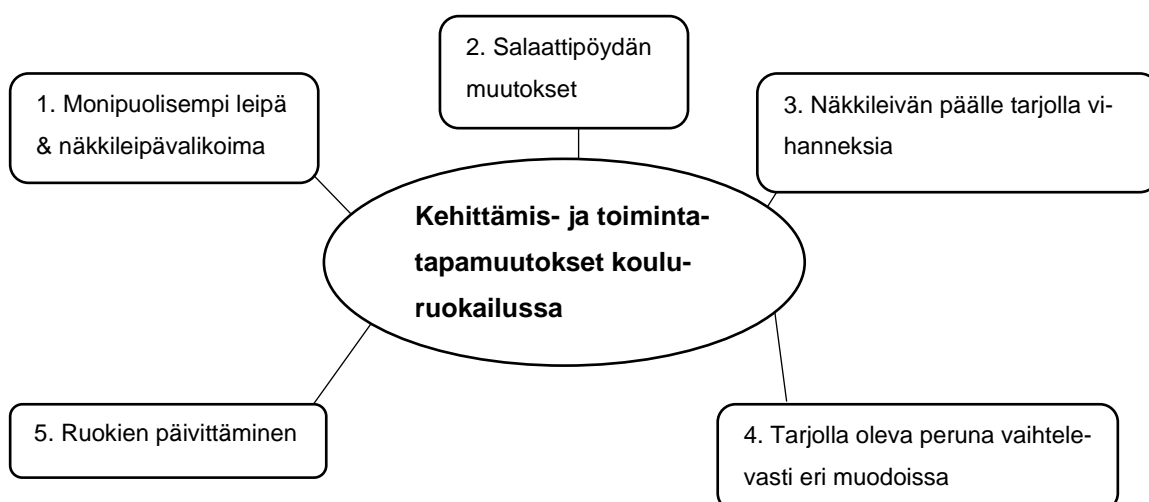 1. Monipuolisempi leipä
& näkkileipävalikoima
2. Salaattipöydän
muutokset
3. Näkkileivän päälle tarjolla vi-
hanneksia
Kehittämis- ja toiminta-
tapamuutokset koulu-
ruokailussa
5. Ruokien päivittäminen
4. Tarjolla oleva peruna vaihtele-
vasti eri muodoissa